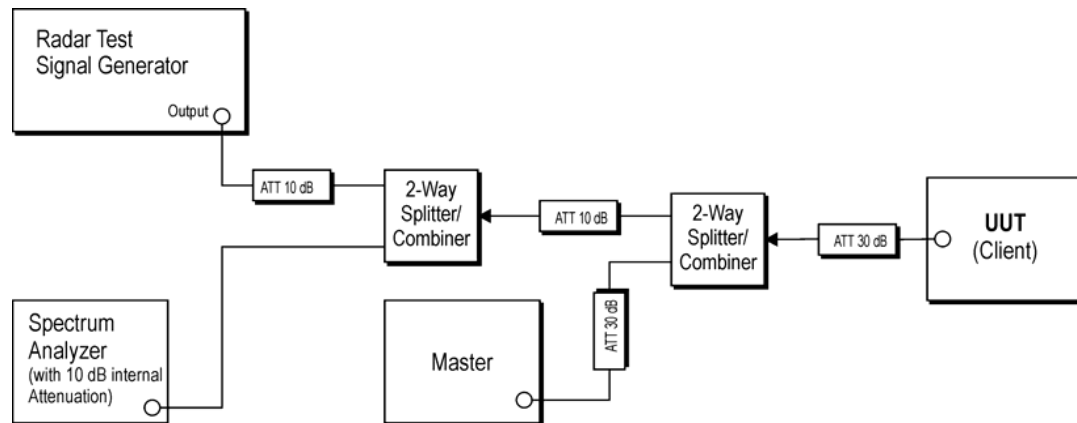 Radar Test
Signal Generator
Output
ATT 10 dB
2-Way
Splitter/
Combiner
ATT 10 dB
2-Way
Splitter/
Combiner
ATT 30 dB
UUT
(Client)
ATT 30 dB
Spectrum
Analyzer
(with 10 dB internal
Attenuation)
Master